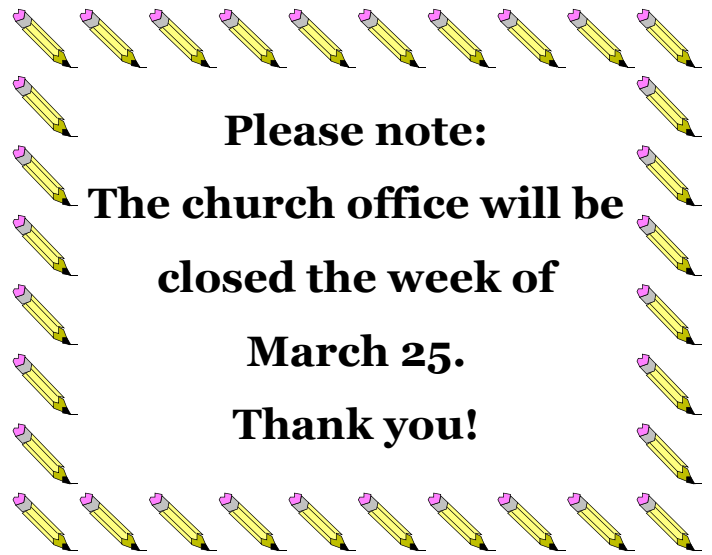 Please note:
The church office will be
closed the week of
March 25.
Thank you!